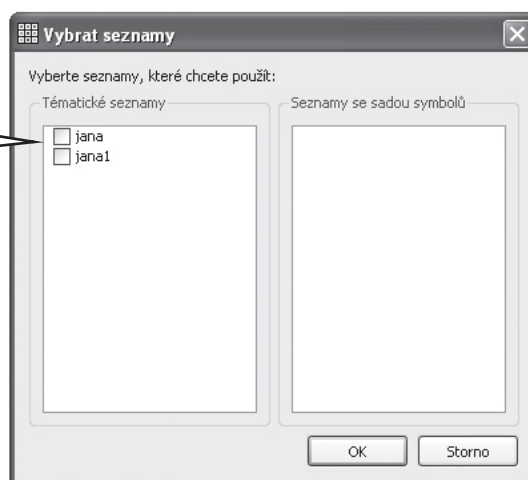 Vybrat seznamy
Vyberte seznamy, které chcete použít:
Tématické seznamy
Seznamy se sadou symbolů
jana
jana1
OK
Storno